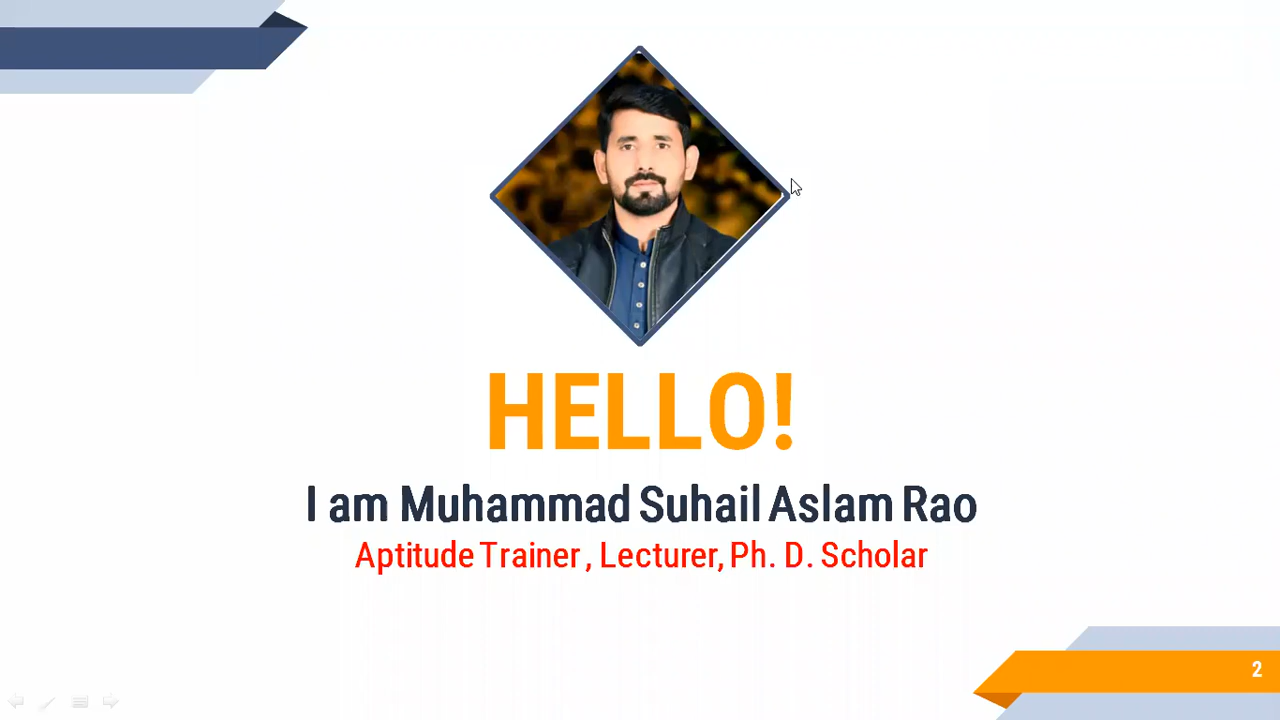 HELLO!
I am Muhammad Suhail Aslam Rao
Aptitude Trainer , Lecturer, Ph. D. Scholar
2